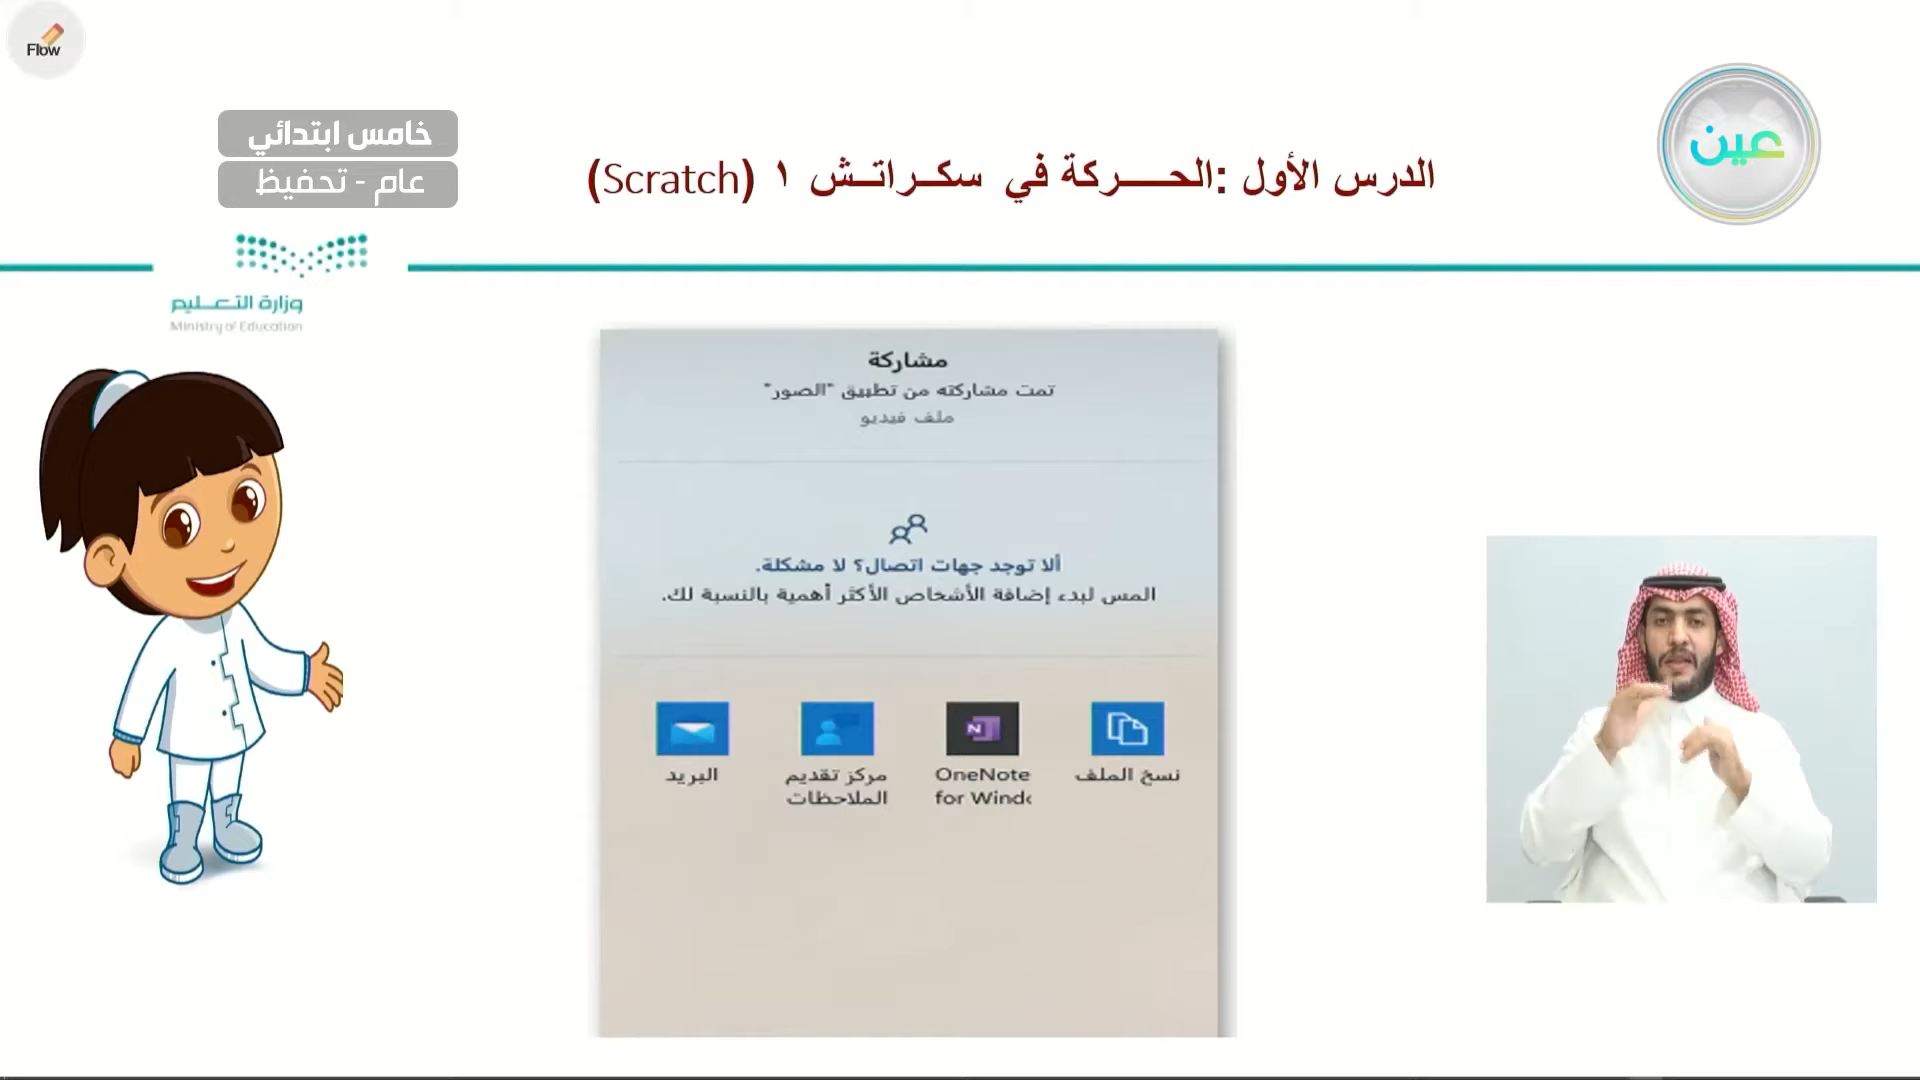 Flow
عين
خامس ابتدائي
عام - تحفيظ
الدرس الأول :الحـــركة في سكــراتــش ١ (Scratch)
وزارة التعليم
Ministry of Education
مشاركة
تمت مشاركته من تطبيق "الصور"
ملف فيديو
ألا توجد جهات اتصال؟ لا مشكلة.
المس لبدء إضافة الأشخاص الأكثر أهمية بالنسبة لك.
نسخ الملف
OneNote
for Wind
مركز تقديم
الملاحظات
البريد